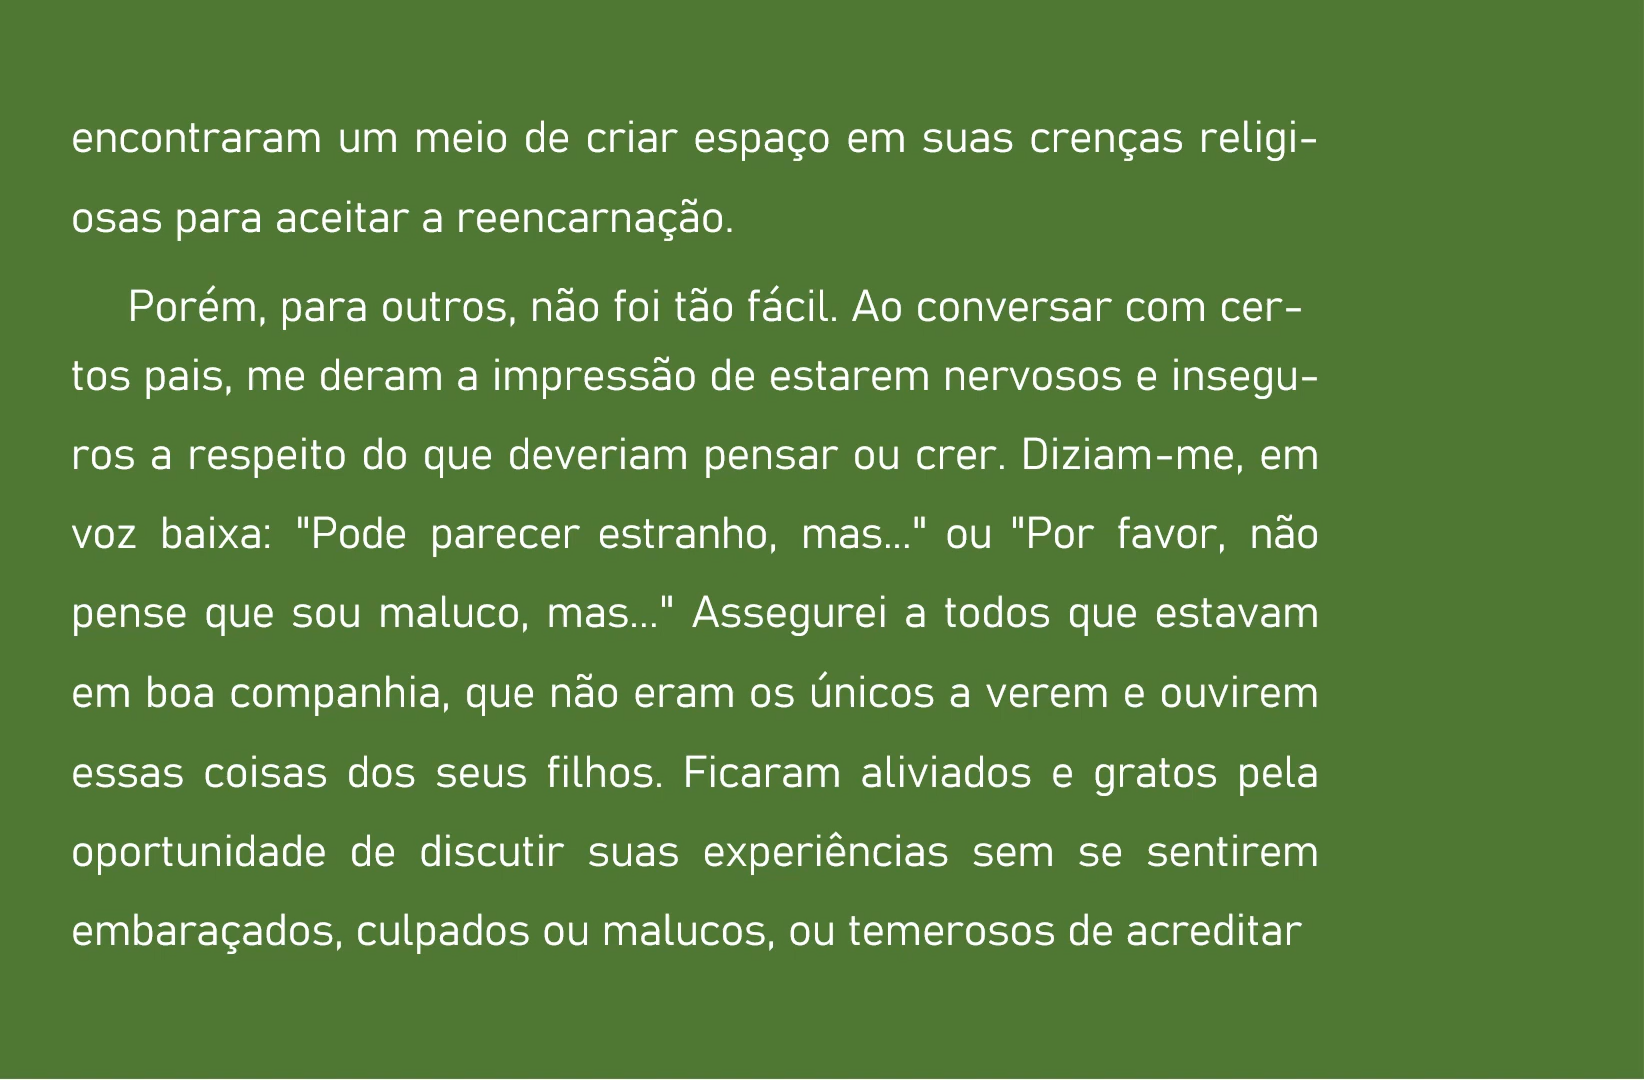 encontraram um meio de criar espaço em suas crenças religi-
osas para aceitar a reencarnação.
Porém, para outros, não foi tão fácil. Ao conversar com cer-
tos pais, me deram a impressão de estarem nervosos e insegu-
ros a respeito do que deveriam pensar ou crer. Diziam-me, em
voz baixa: "Pode parecer estranho, mas..." ou "Por favor, não
pense que sou maluco, mas..." Assegurei a todos que estavam
em boa companhia, que não eram os únicos a verem e ouvirem
essas coisas dos seus filhos. Ficaram aliviados e gratos pela
oportunidade de discutir suas experiências sem se sentirem
embaraçados, culpados ou malucos, ou temerosos de acreditar